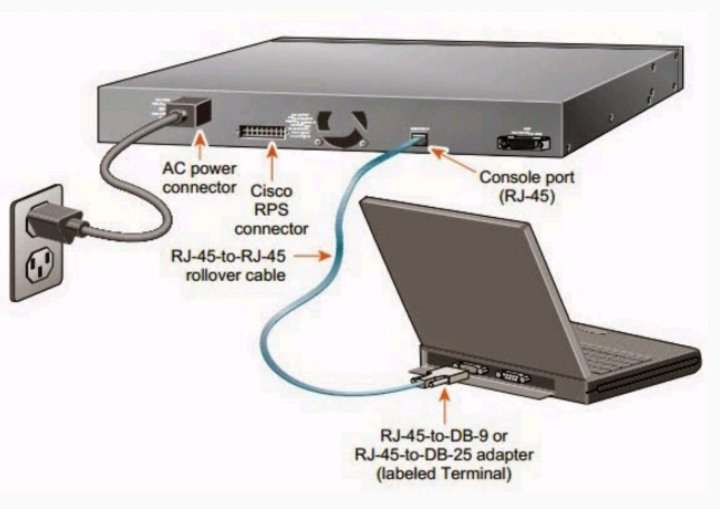 AC power
connector
Cisco
RPS
connector
Console port
(RJ-45)
RJ-45-to-RJ-45
rollover cable
RJ-45-to-DB-9 or
RJ-45-to-DB-25 adapter
(labeled Terminal)